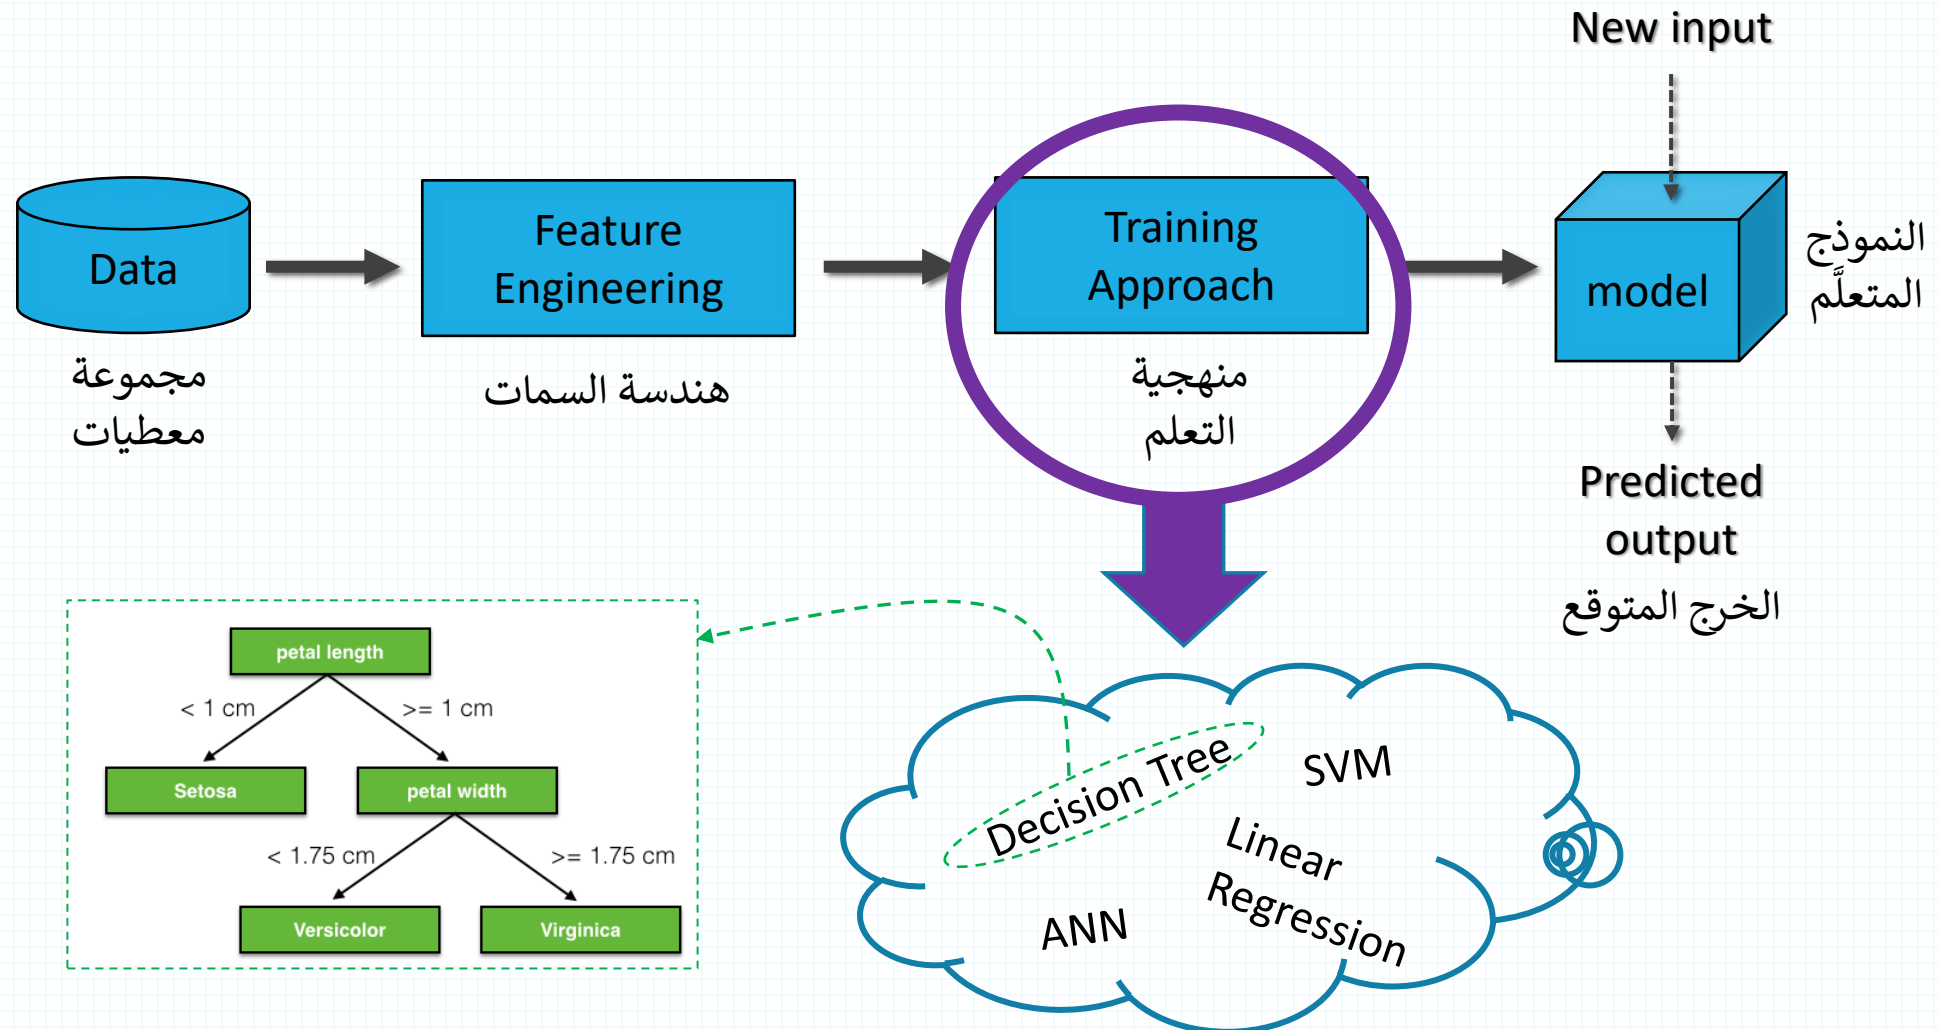 New input
Data
مجموعة
معطيات
Feature
Engineering
هندسة السمات
Training
Approach
منهجية
التعلم
model
النموذج
المتعلَّم
Predicted
output
الخرج المتوقع
petal length
< 1 cm
>= 1 cm
Setosa
petal width
< 1.75 cm
>= 1.75 cm
Versicolor
Virginica
Decision Tree
SVM
Linear
Regression
ANN